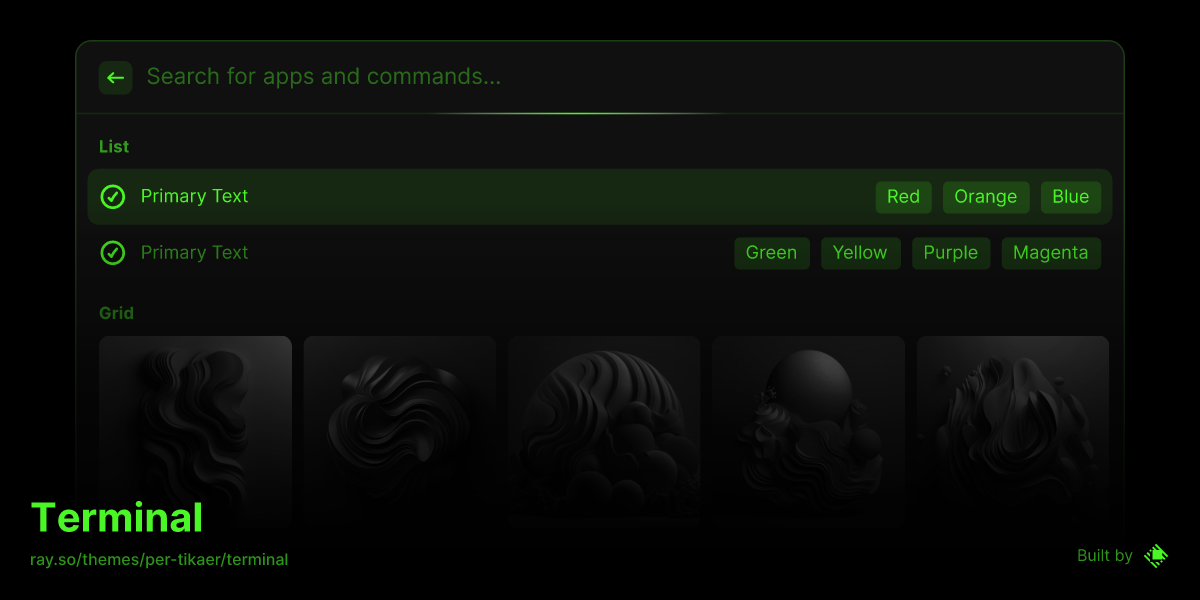 Search for apps and commands...
List
Primary Text Red Orange Blue
Primary Text Green Yellow Purple Magenta
Grid
Terminal
ray.so/themes/per-tikaer/terminal
Built by